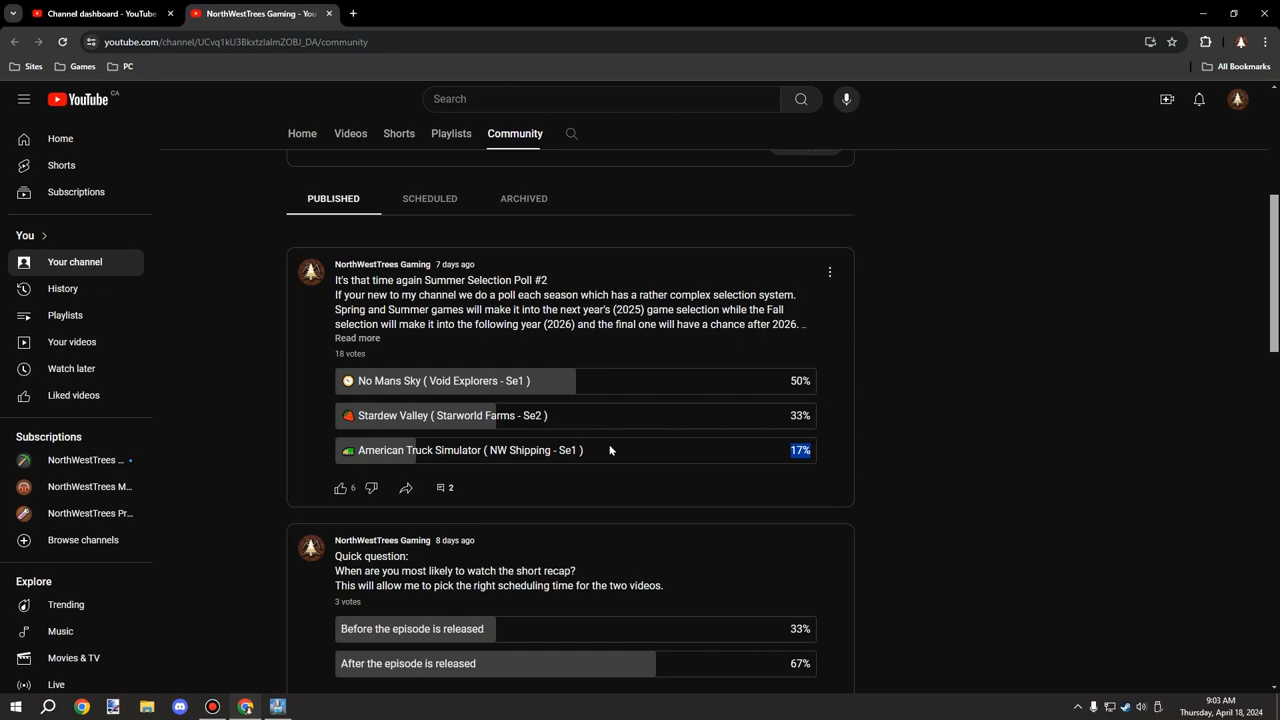 Channel dashboard - YouTube
NorthWestTrees Gaming - You
youtube.com/channel/UCvq1kU3BkxtzIalmZOBJ_DA/community
Sites
Games
PC
All Bookmarks
YouTube CA
Search
Home
Videos
Shorts
Playlists
Community
Home
Shorts
Subscriptions
You
Your channel
History
Playlists
Your videos
Watch later
Liked videos
Subscriptions
NorthWestTrees ...
NorthWestTrees M...
NorthWestTrees Pr...
Browse channels
Explore
Trending
Music
Movies & TV
Live
PUBLISHED
SCHEDULED
ARCHIVED
NorthWestTrees Gaming 7 days ago
It's that time again Summer Selection Poll #2
If your new to my channel we do a poll each season which has a rather complex selection system.
Spring and Summer games will make it into the next year's (2025) game selection while the Fall
selection will make it into the following year (2026) and the final one will have a chance after 2026. ..
Read more
18 votes
No Mans Sky ( Void Explorers - Se1 ) 50%
Stardew Valley ( Starworld Farms - Se2 ) 33%
American Truck Simulator ( NW Shipping - Se1 ) 17%
6
2
NorthWestTrees Gaming 8 days ago
Quick question:
When are you most likely to watch the short recap?
This will allow me to pick the right scheduling time for the two videos.
3 votes
Before the episode is released 33%
After the episode is released 67%
9:03 AM
Thursday, April 18, 2024